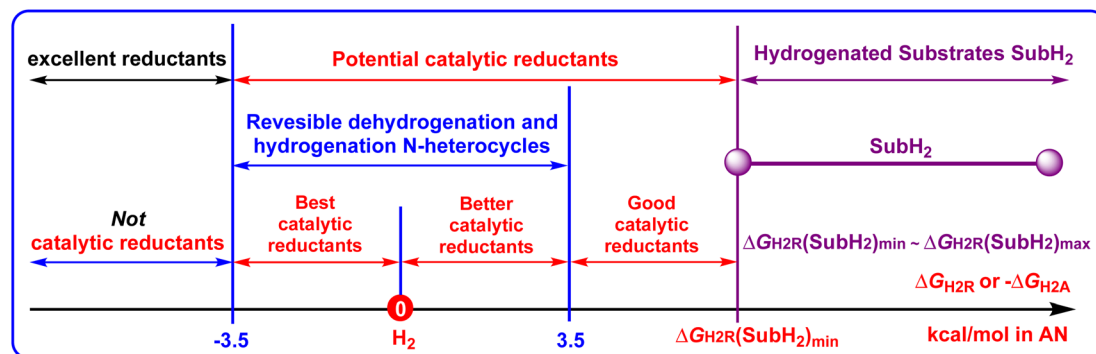 excellent reductants
Potential catalytic reductants
Hydrogenated Substrates SubH2
Revesible dehydrogenation and
hydrogenation N-heterocycles
SubH2
Not
catalytic reductants
Best
catalytic
reductants
Better
catalytic
reductants
Good
catalytic
reductants
ΔGH2R(SubH2)min ~ ΔGH2R(SubH2)max
ΔGH2R or -ΔGH2A
0
-3.5
H2
3.5
ΔGH2R(SubH2)min
kcal/mol in AN